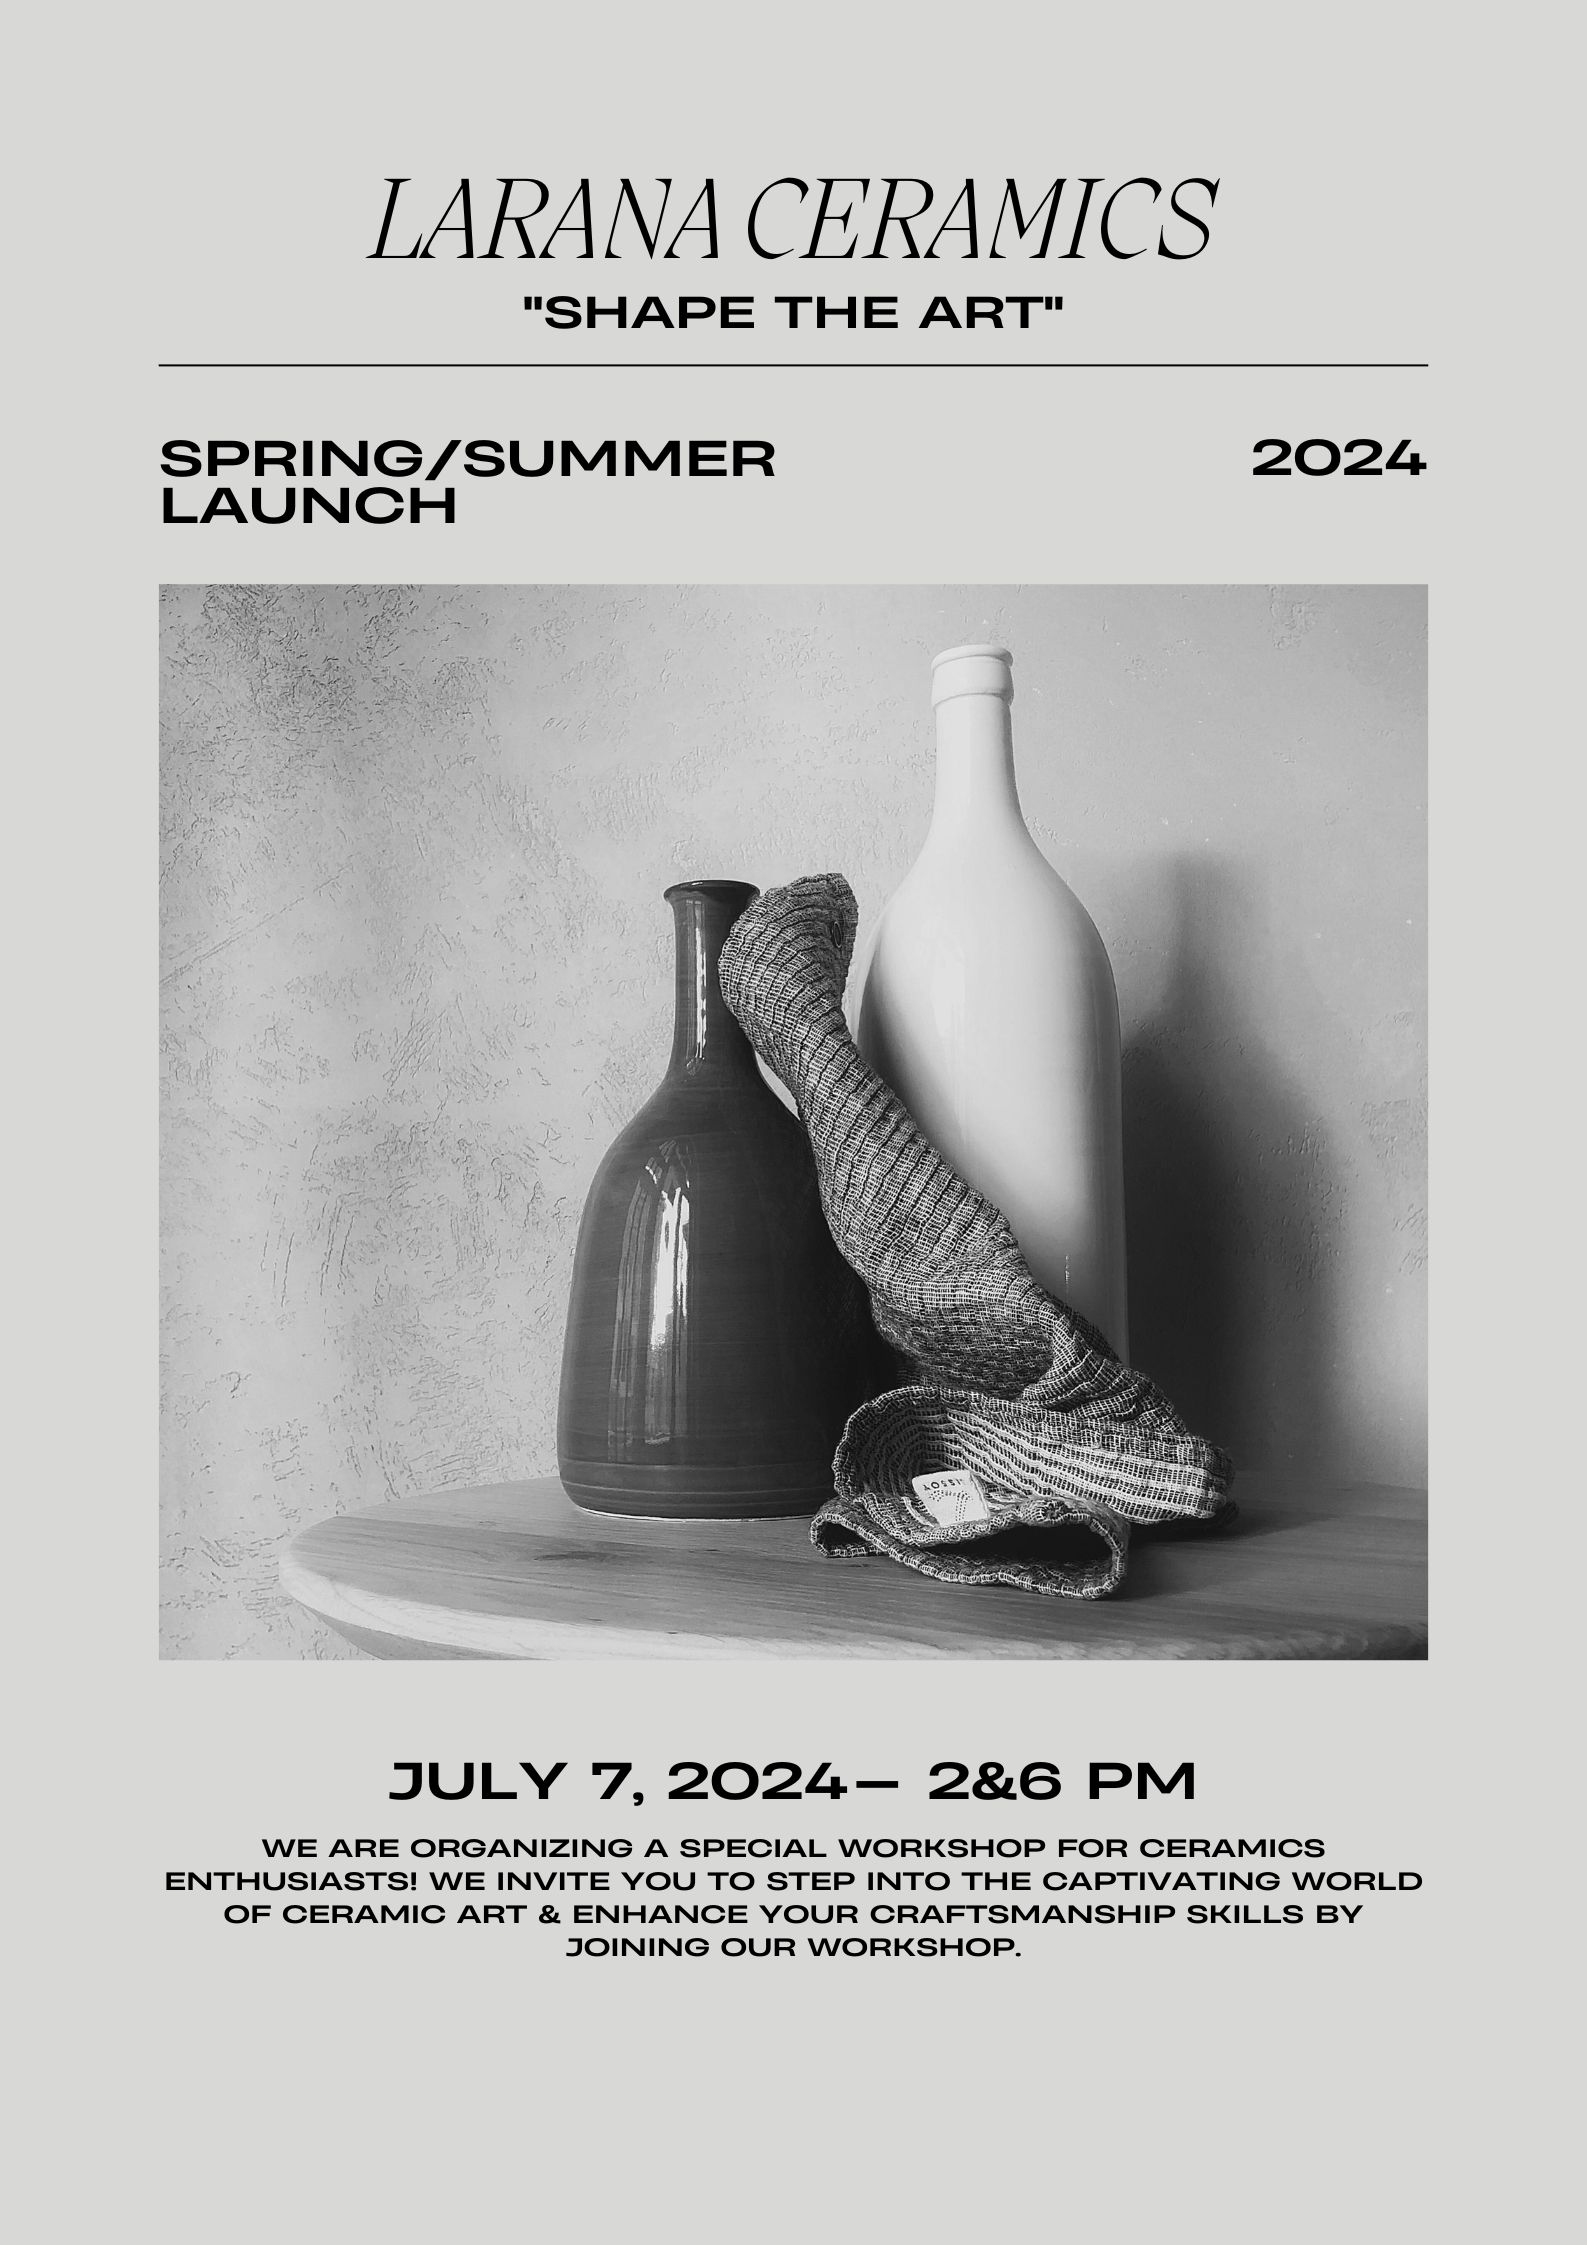 LARANA CERAMICS
"SHAPE THE ART"
SPRING/SUMMER
LAUNCH
2024
JULY 7, 2024— 2&6 PM
WE ARE ORGANIZING A SPECIAL WORKSHOP FOR CERAMICS
ENTHUSIASTS! WE INVITE YOU TO STEP INTO THE CAPTIVATING WORLD
OF CERAMIC ART & ENHANCE YOUR CRAFTSMANSHIP SKILLS BY
JOINING OUR WORKSHOP.